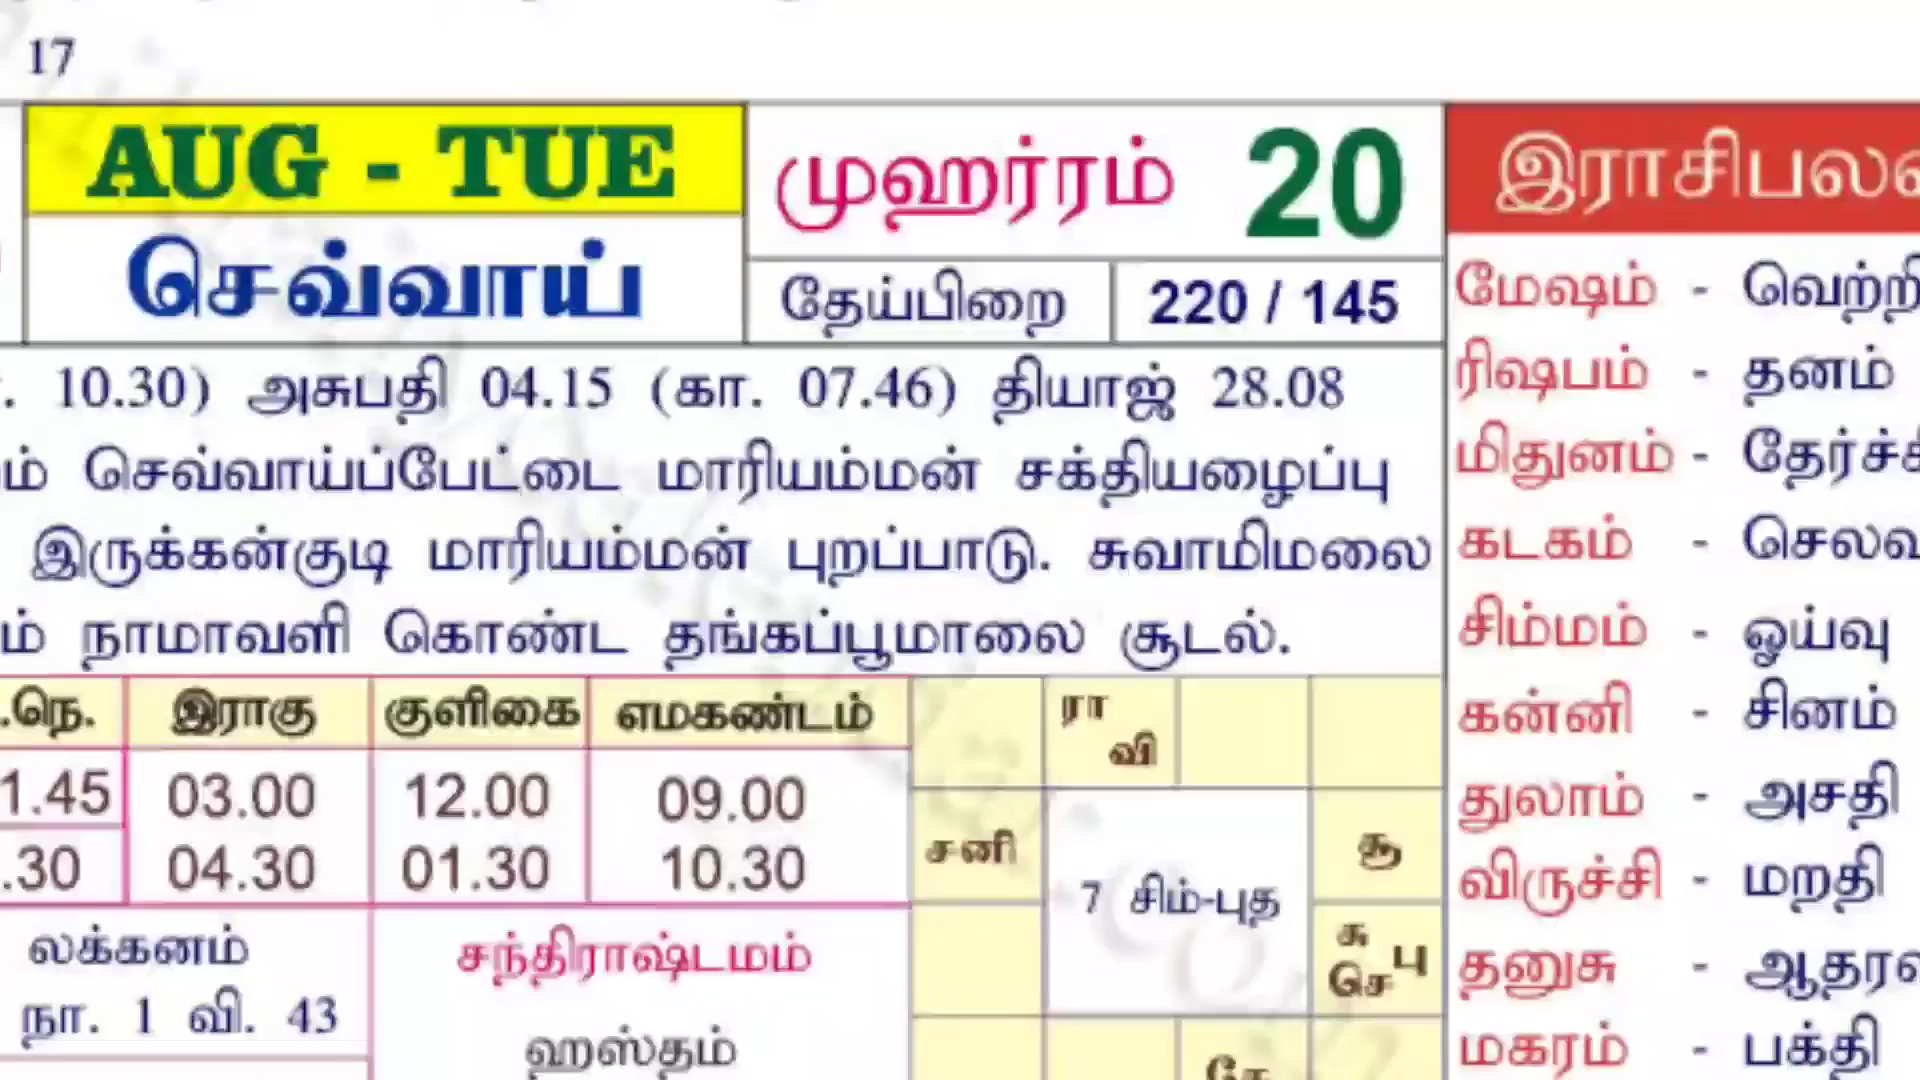 17
AUG - TUE
செவ்வாய்
முஹர்ரம் 20
தேய்பிறை 220 / 145
10.30) அசுபதி 04.15 (கா. 07.46) தியாஜ் 28.08
செவ்வாய்ப்பேட்டை மாரியம்மன் சக்தியழைப்பு
இருக்கன்குடி மாரியம்மன் புறப்பாடு. சுவாமிமலை
நாமாவளி கொண்ட தங்கப்பூமாலை சூடல்.
.நெ. இராகு குளிகை எமகண்டம்
1.45 03.00 12.00 09.00
.30 04.30 01.30 10.30
லக்கனம்
நா. 1 வி. 43
சந்திராஷ்டமம்
ஹஸ்தம்
ரா
வி
சனி
சூ
7 சிம்-புத
சு
செ பு
கே
இராசிபல
மேஷம் - வெற்றி
ரிஷபம் - தனம்
மிதுனம் - தேர்ச்சி
கடகம் - செலவ
சிம்மம் - ஓய்வு
கன்னி - சினம்
துலாம் - அசதி
விருச்சி - மறதி
தனுசு - ஆதர
மகரம் - பக்தி